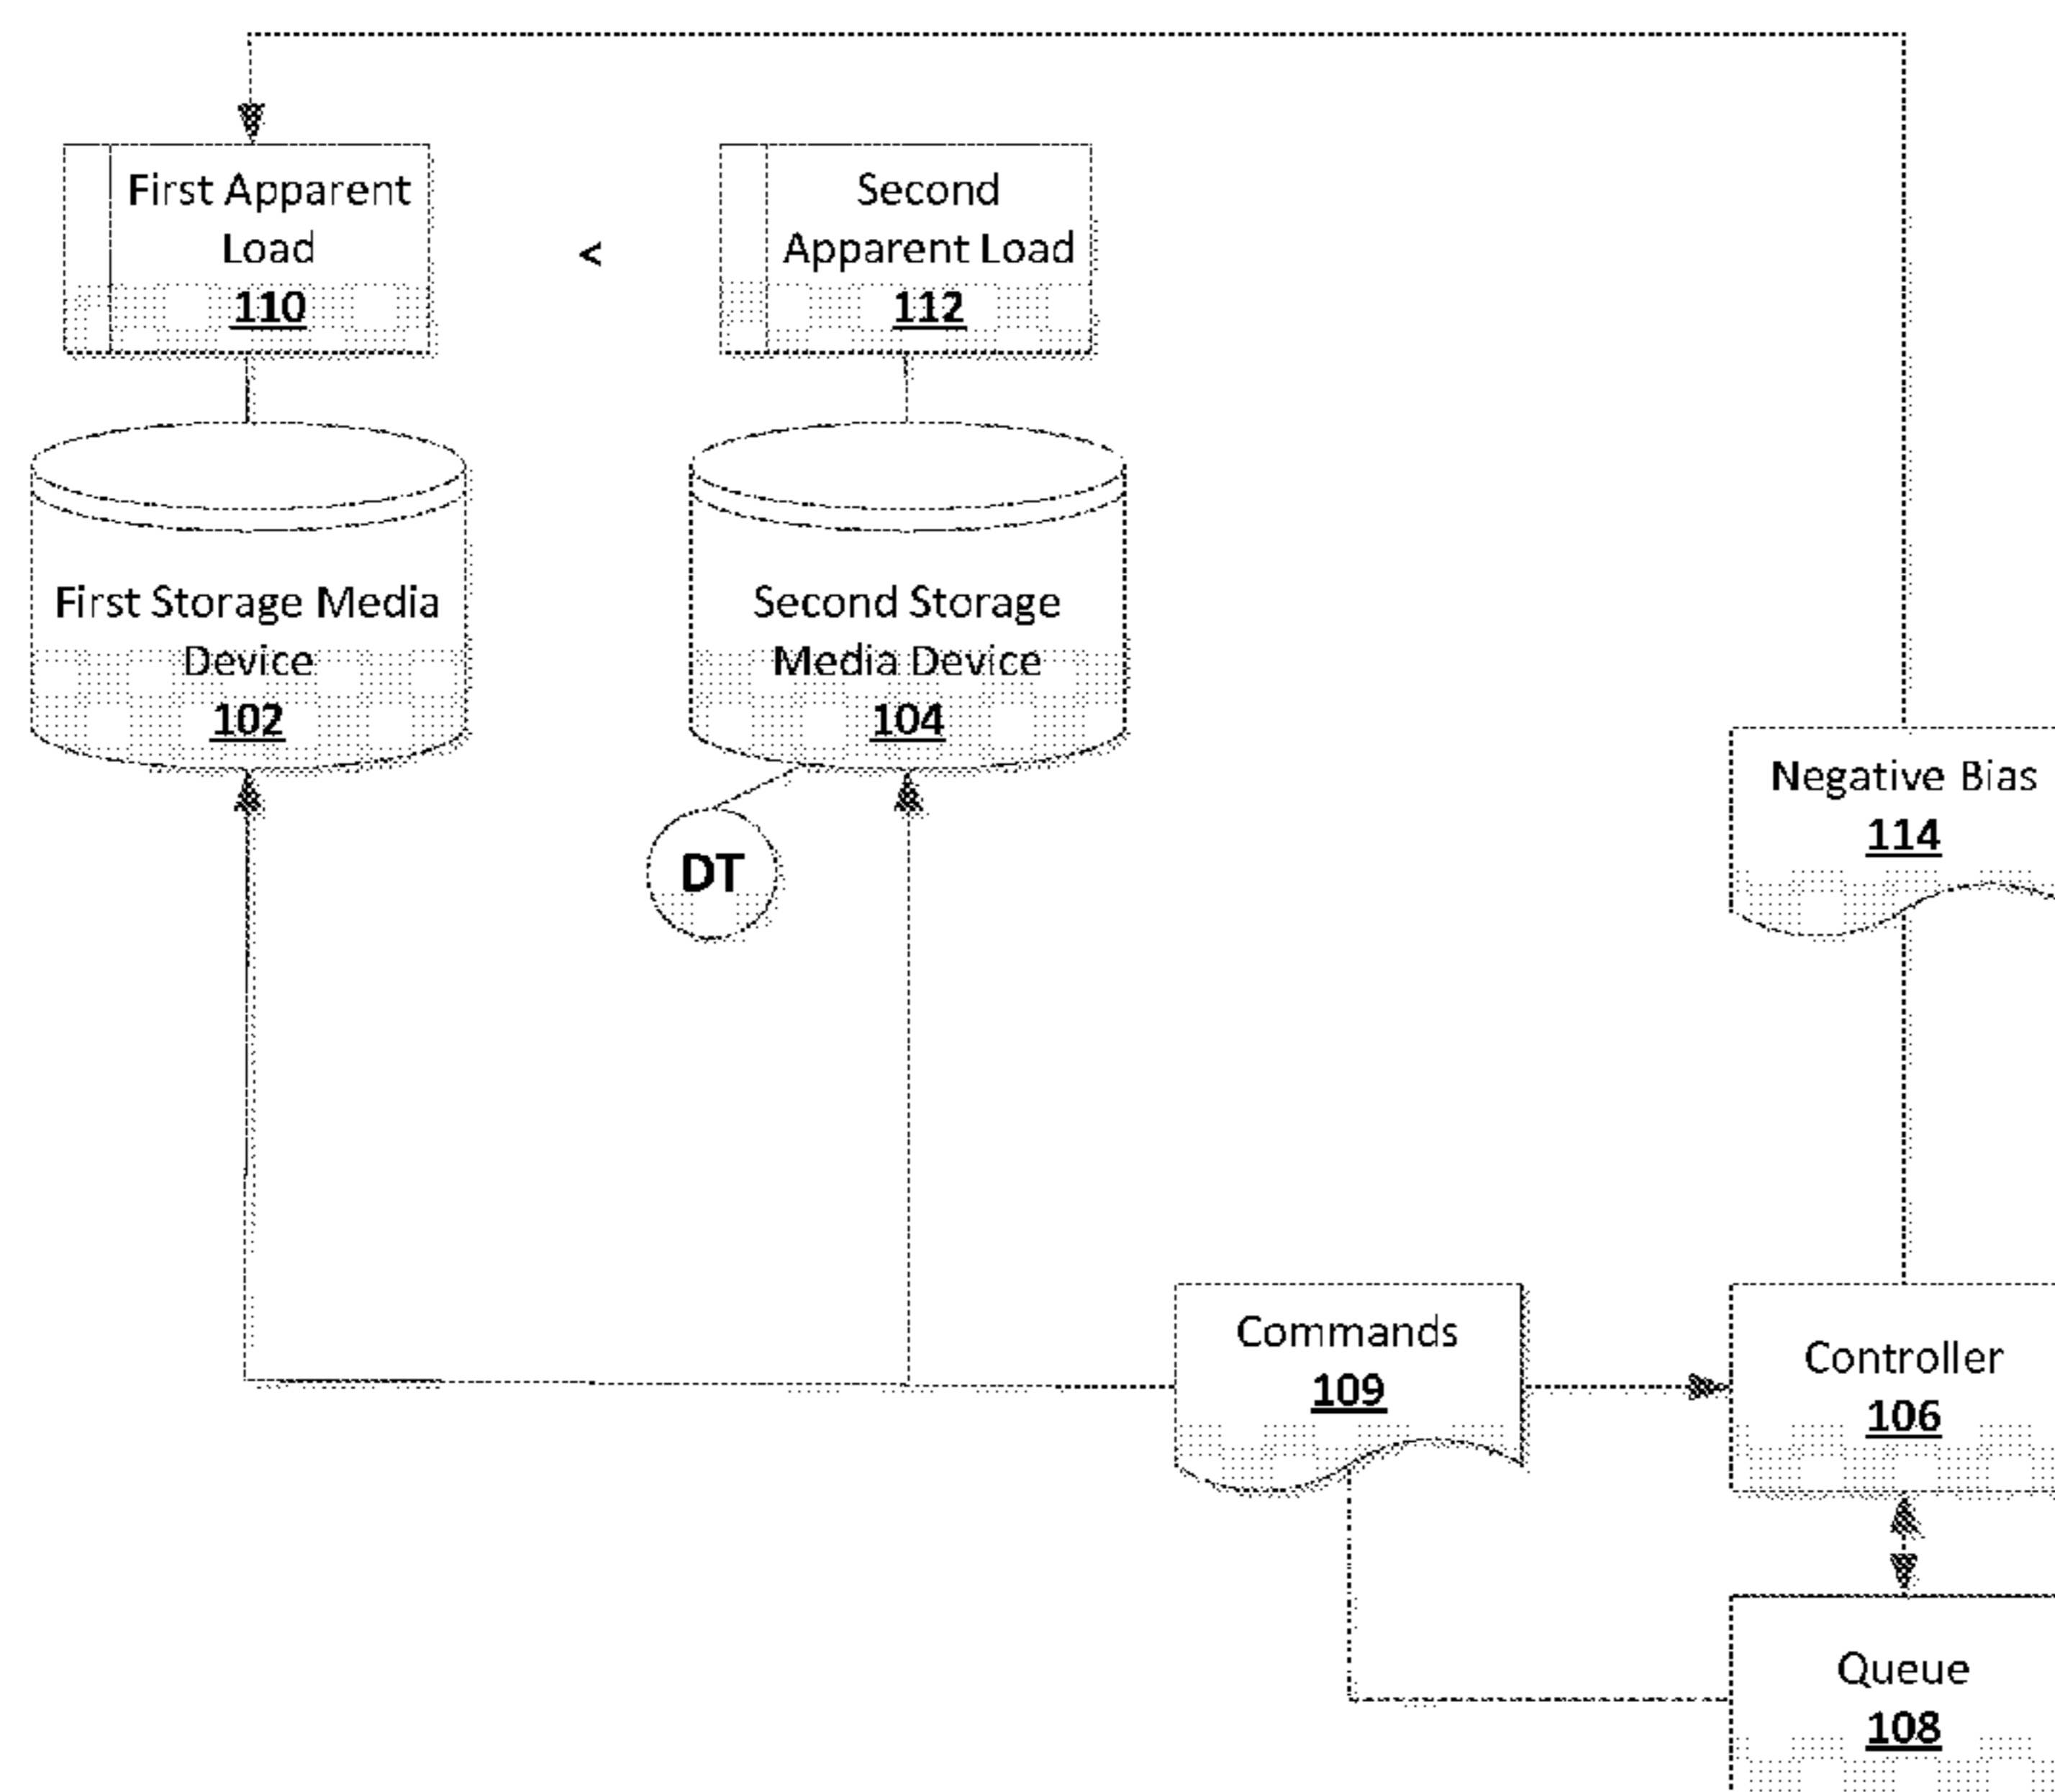 First Apparent
Load
110
<
Second
Apparent Load
112
First Storage Media
Device
102
Second Storage
Media Device
104
DT
Negative Bias
114
Commands
109
Controller
106
Queue
108